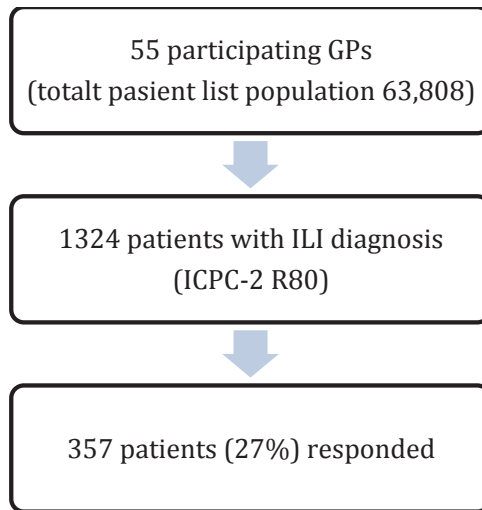 55 participating GPs
(totalt pasient list population 63,808)
1324 patients with ILI diagnosis
(ICPC-2 R80)
357 patients (27%) responded